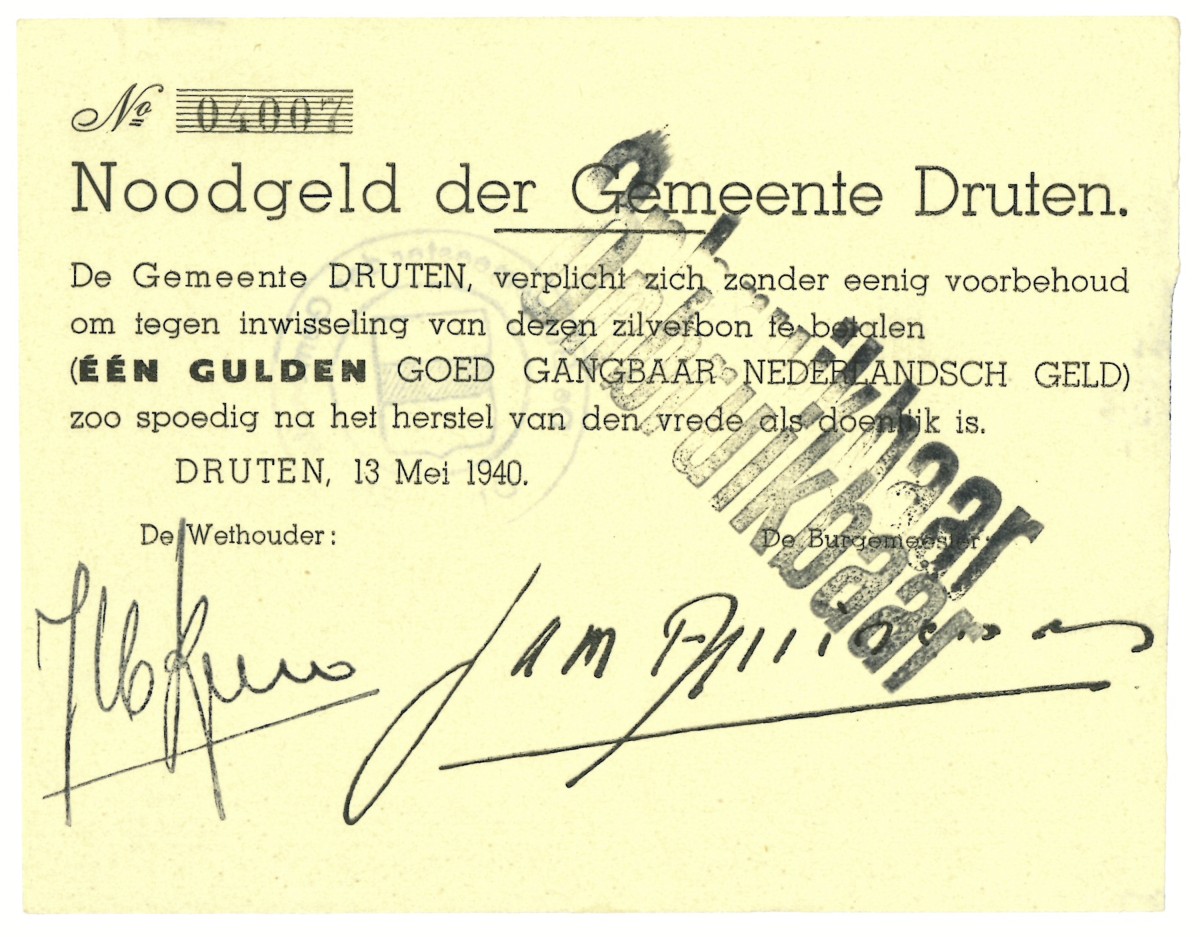 No 04007
Noodgeld der Gemeente Druten.
De Gemeente DRUTEN, verplicht zich zonder eenig voorbehoud
om tegen inwisseling van dezen zilverbon te betalen
(ÉÉN GULDEN GOED GANGBAAR NEDERLANDSCH GELD)
zoo spoedig na het herstel van den vrede als doenlijk is.
DRUTEN, 13 Mei 1940.
De Wethouder: De Burgemeester:
Onbruikbaar
Onbruikbaar